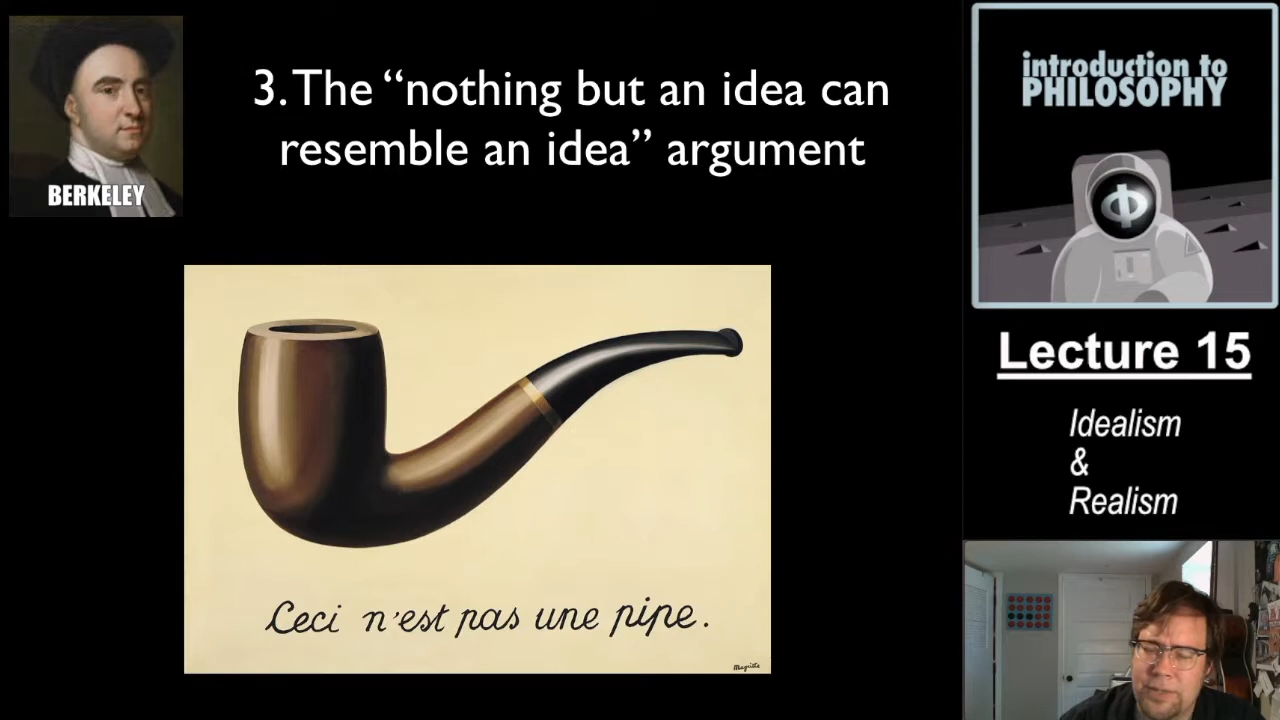 3. The “nothing but an idea can
resemble an idea” argument
BERKELEY
Ceci n'est pas une pipe.
Magritte
introduction to
PHILOSOPHY
Φ
Lecture 15
Idealism
&
Realism